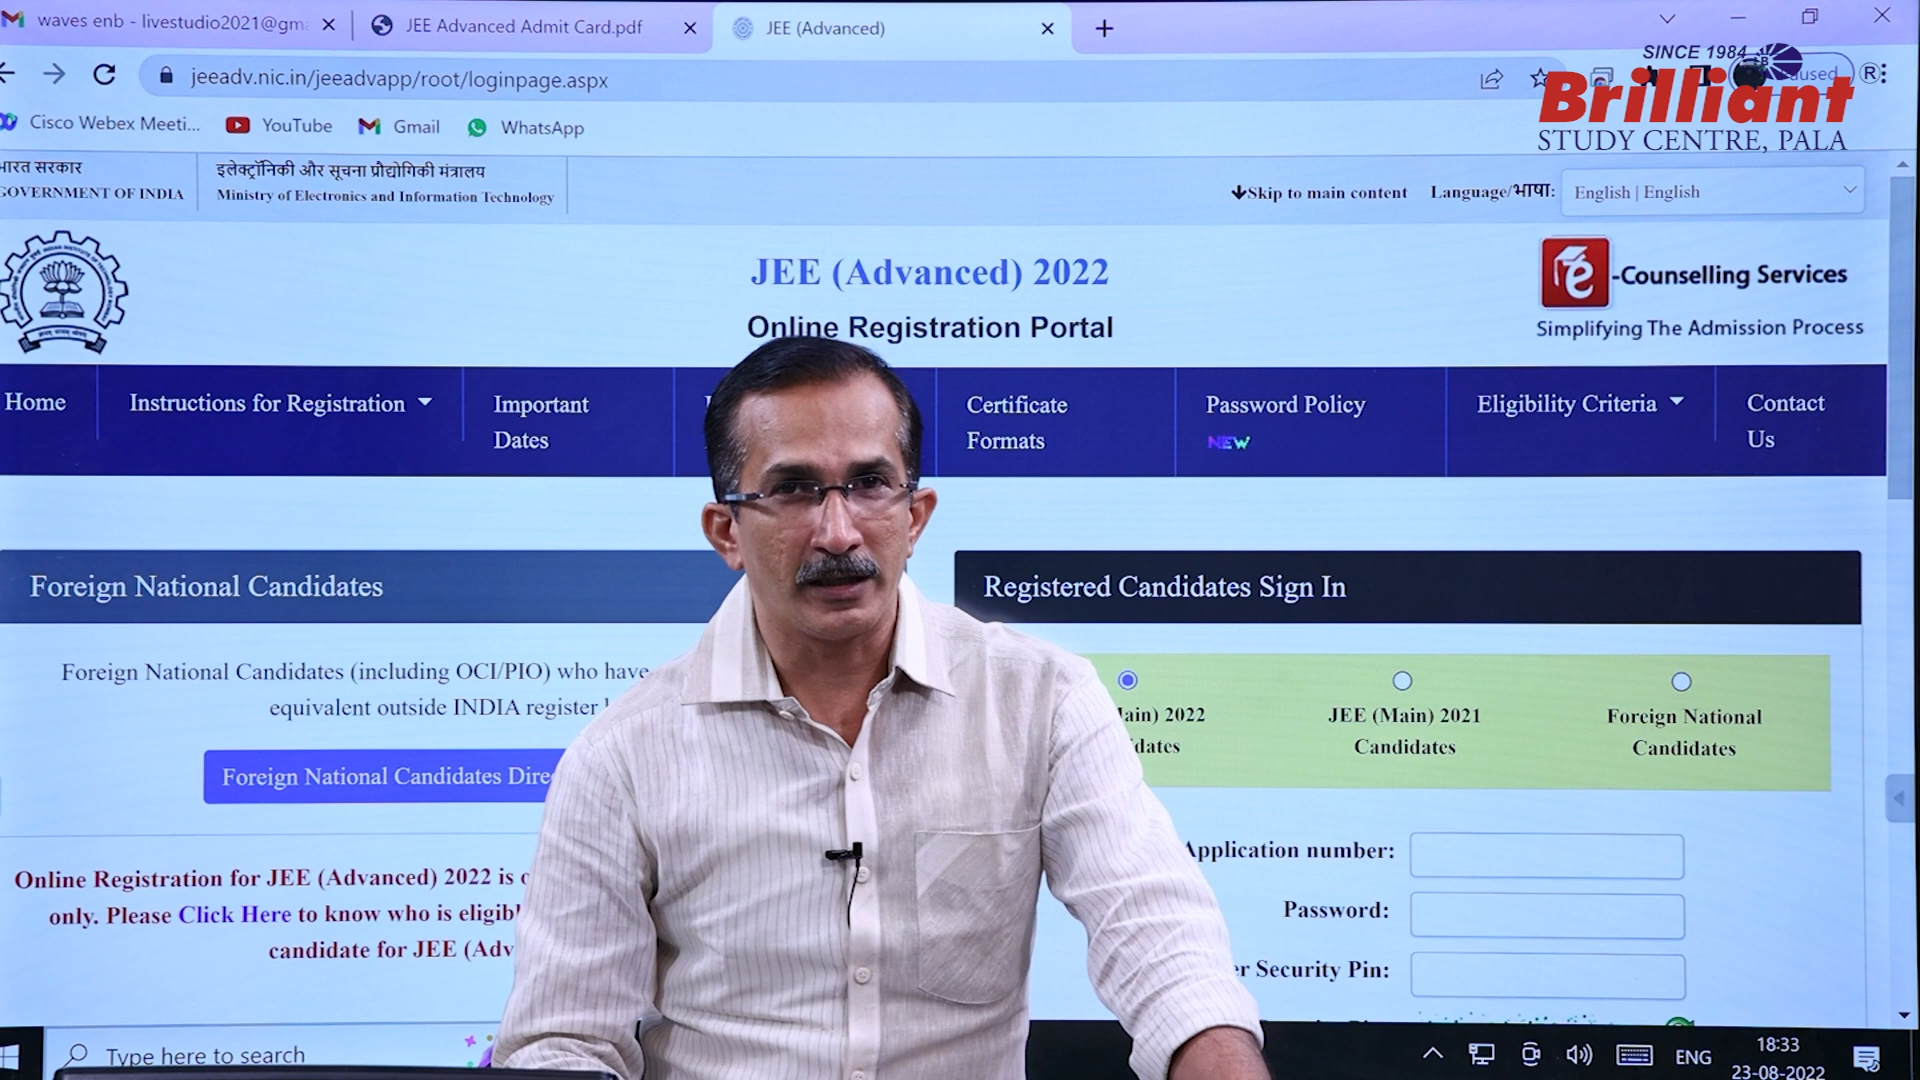 waves enb - livestudio2021@gm
JEE Advanced Admit Card.pdf
JEE (Advanced)
jeeadv.nic.in/jeeadvapp/root/loginpage.aspx
SINCE 1984
Brilliant
STUDY CENTRE, PALA
Cisco Webex Meeti...
YouTube
Gmail
WhatsApp
भारत सरकार
GOVERNMENT OF INDIA
इलेक्ट्रॉनिकी और सूचना प्रौद्योगिकी मंत्रालय
Ministry of Electronics and Information Technology
Skip to main content
Language/भाषा:
English | English
JEE (Advanced) 2022
Online Registration Portal
e-Counselling Services
Simplifying The Admission Process
Home
Instructions for Registration
Important
Dates
Certificate
Formats
Password Policy
NEW
Eligibility Criteria
Contact
Us
Foreign National Candidates
Foreign National Candidates (including OCI/PIO) who have
equivalent outside INDIA register
Foreign National Candidates Dire
Online Registration for JEE (Advanced) 2022 is
only. Please Click Here to know who is eligibl
candidate for JEE (Adv
Registered Candidates Sign In
ain) 2022
dates
JEE (Main) 2021
Candidates
Foreign National
Candidates
Application number:
Password:
er Security Pin:
Type here to search
ENG
18:33
23-08-2022